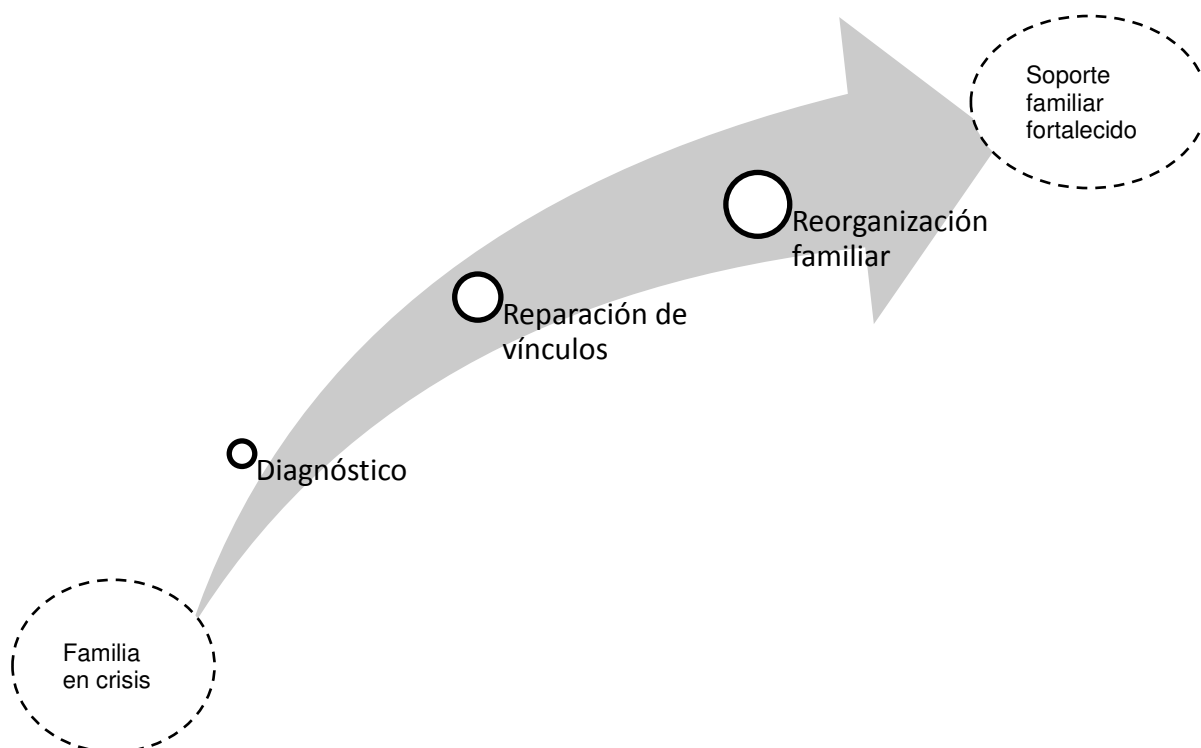 Soporte
familiar
fortalecido
Reorganización
familiar
Reparación de
vínculos
Diagnóstico
Familia
en crisis